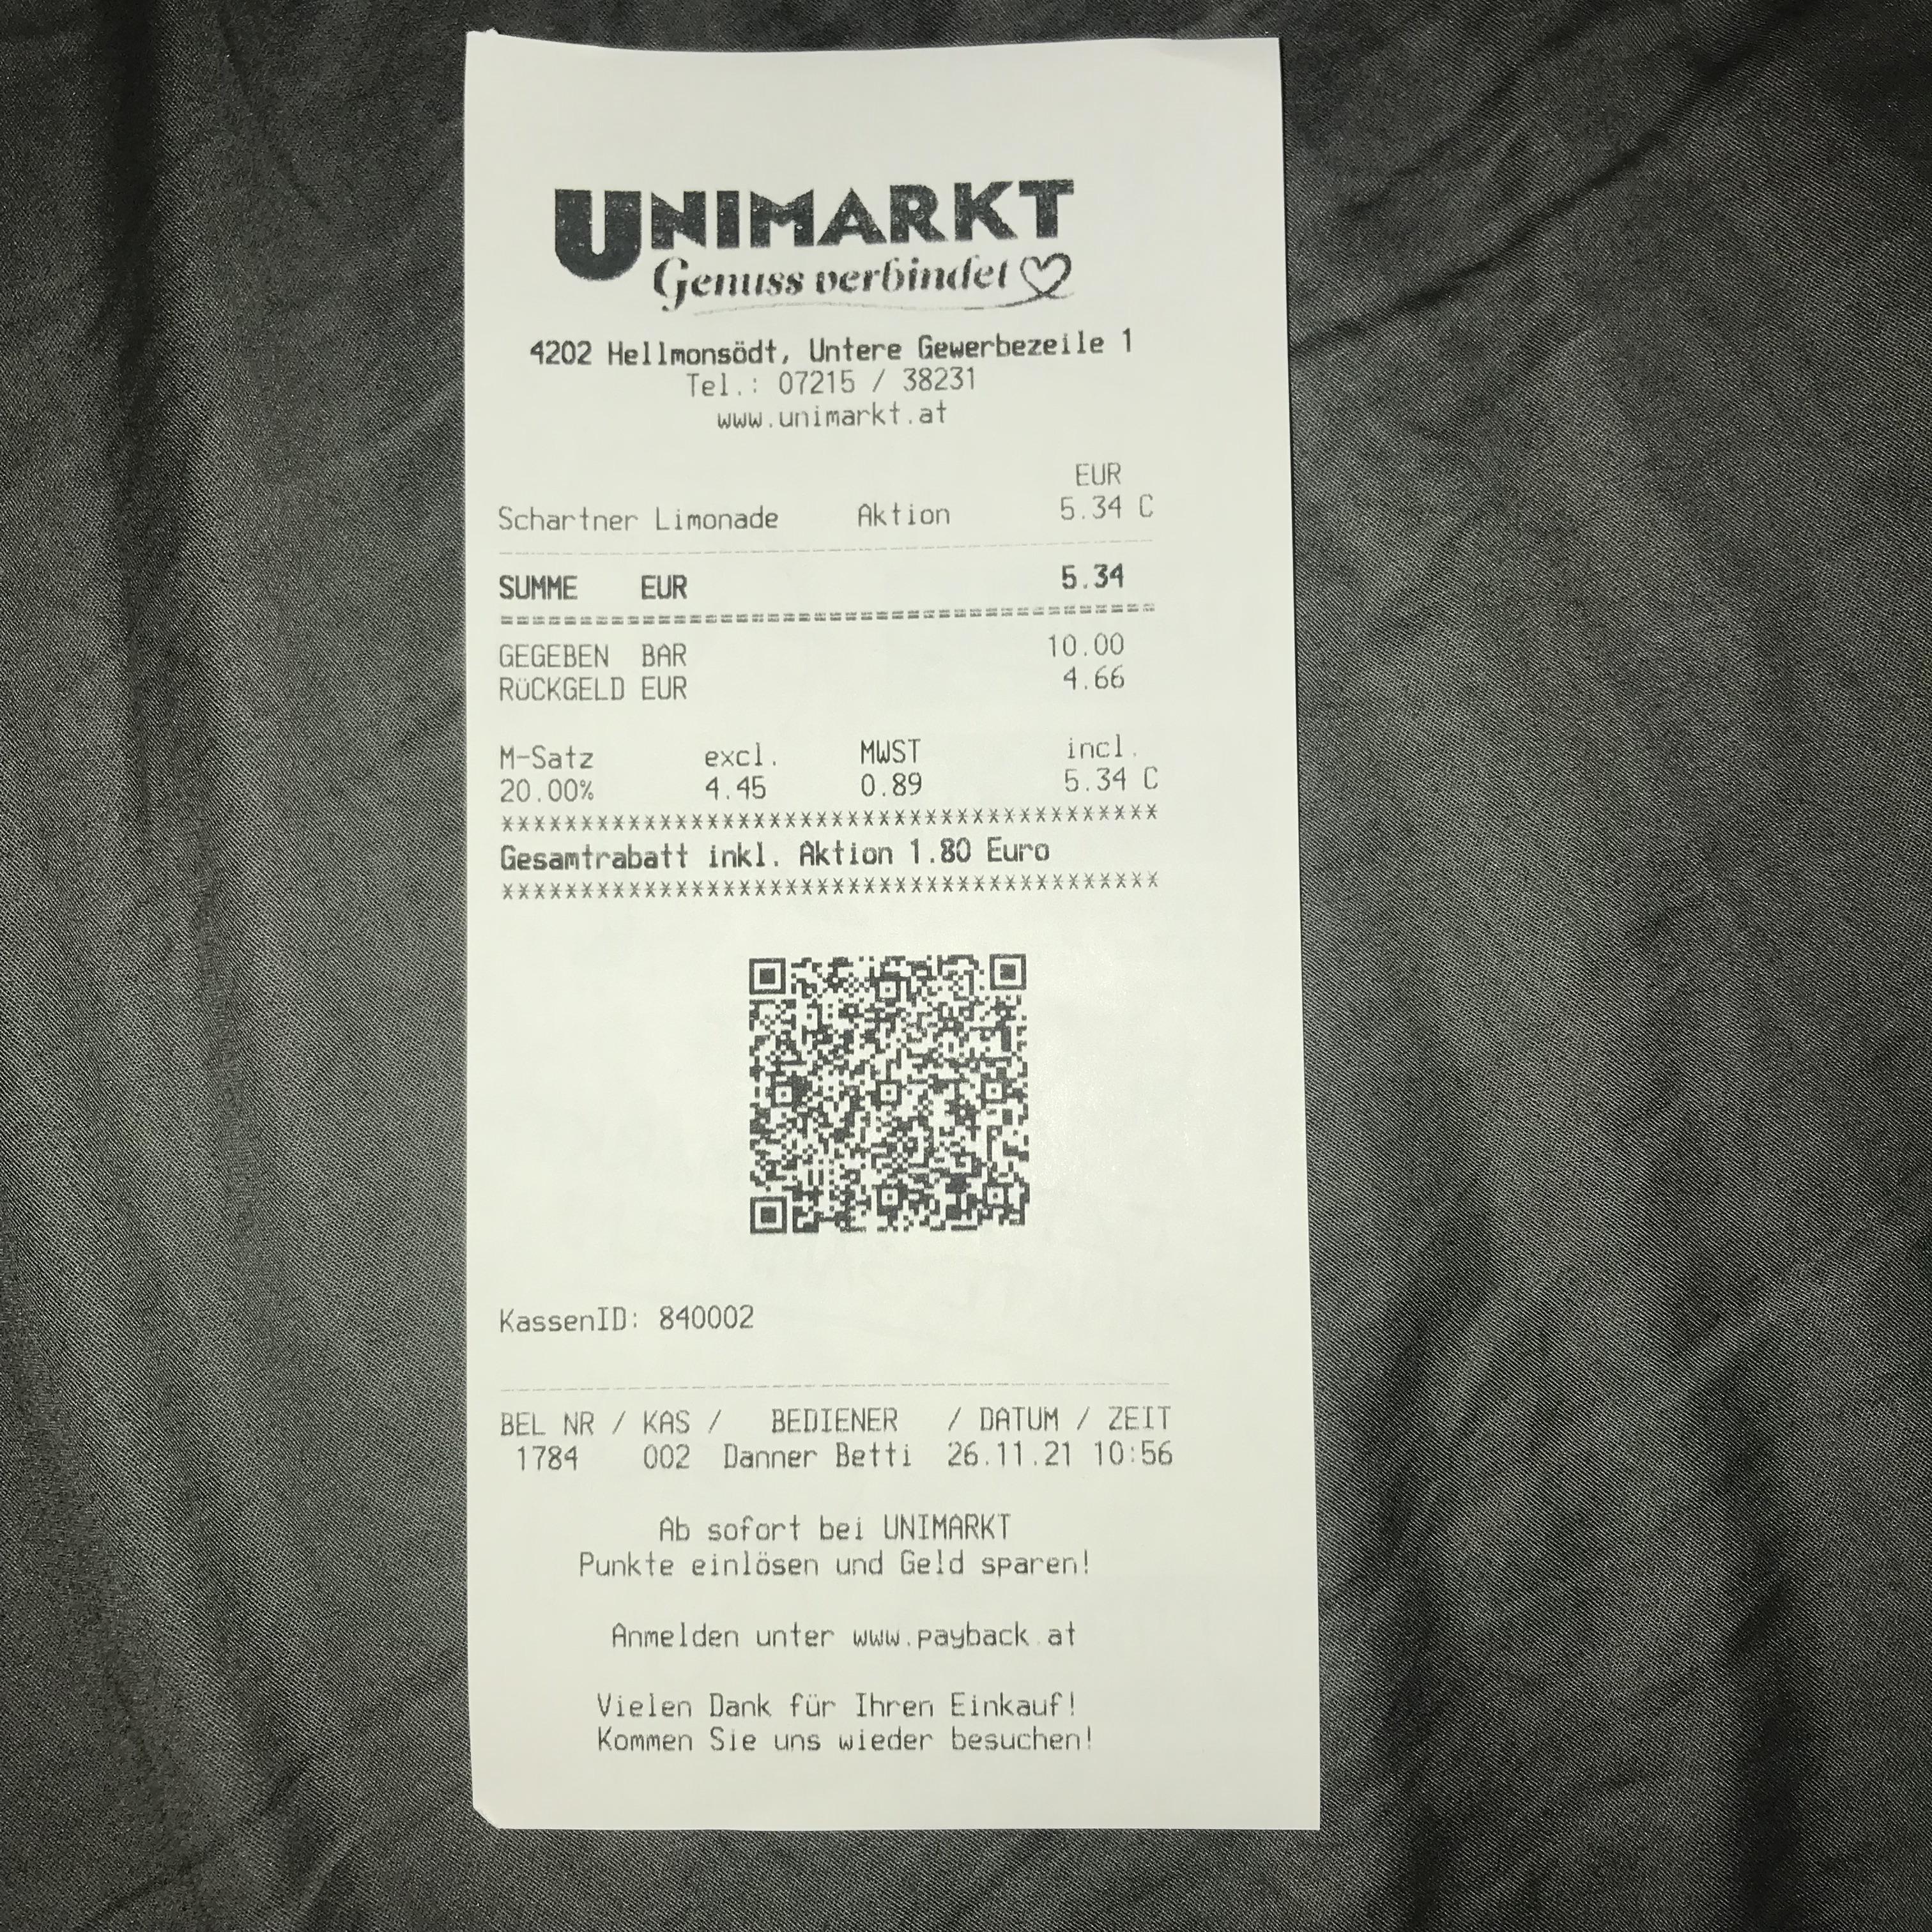 UNIMARKT
Genuss verbindet
4202 Hellmonsödt, Untere Gewerbezeile 1
Tel.: 07215 / 38231
www.unimarkt.at
EUR
Schartner Limonade Aktion 5.34 C
SUMME EUR 5.34
GEGEBEN BAR 10.00
RÜCKGELD EUR 4.66
M-Satz excl. MWST incl.
20.00% 4.45 0.89 5.34 C
******************************************
Gesamtrabatt inkl. Aktion 1.80 Euro
******************************************
KassenID: 840002
BEL NR / KAS / BEDIENER / DATUM / ZEIT
1784 002 Danner Betti 26.11.21 10:56
Ab sofort bei UNIMARKT
Punkte einlösen und Geld sparen!
Anmelden unter www.payback.at
Vielen Dank für Ihren Einkauf!
Kommen Sie uns wieder besuchen!